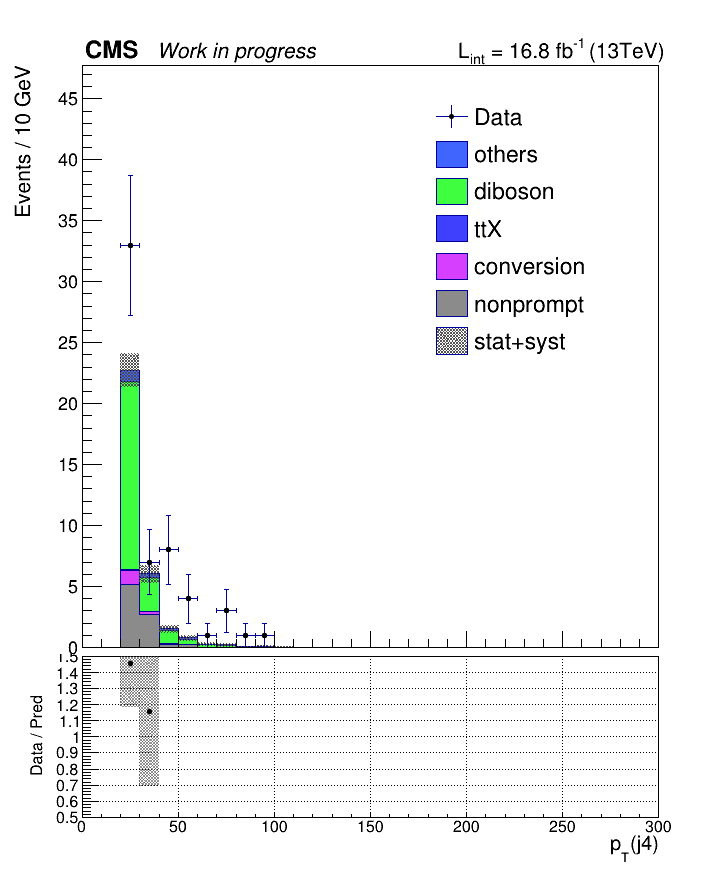 CMS Work in progress L_int = 16.8 fb^-1 (13TeV)
Events / 10 GeV
45
40
35
30
25
20
15
10
5
0
Data
others
diboson
ttX
conversion
nonprompt
stat+syst
Data / Pred
1.5
1.4
1.3
1.2
1.1
1
0.9
0.8
0.7
0.6
0.5
0 50 100 150 200 250 300
p_T(j4)